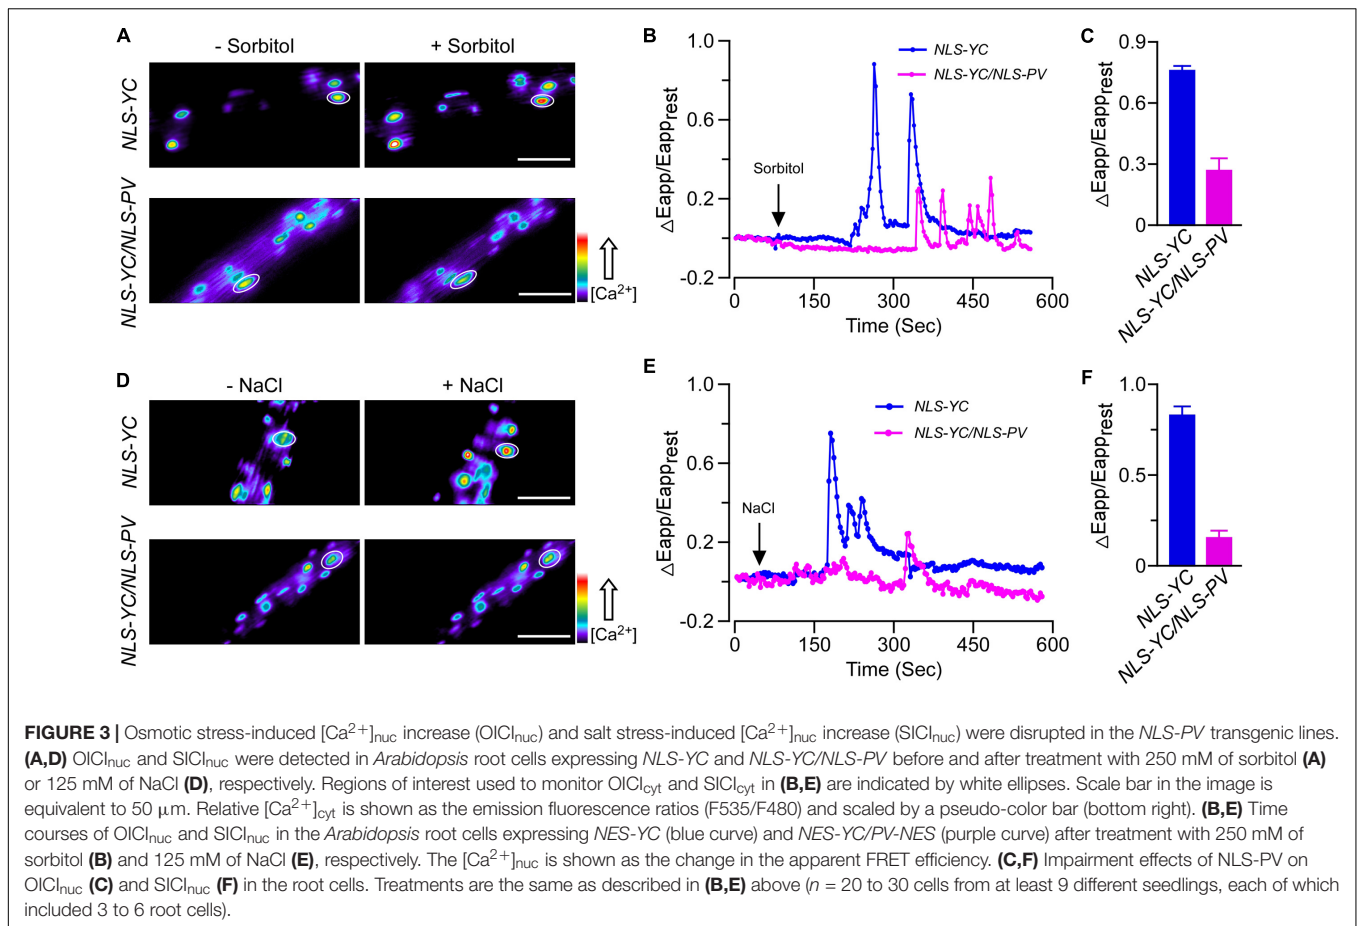 A
- Sorbitol
+ Sorbitol
NLS-YC
NLS-YC/NLS-PV
[Ca2+]
B
△Eapp/Eapprest
1.0
0.6
0.2
-0.2
Sorbitol
NLS-YC
NLS-YC/NLS-PV
0
150
300
450
600
Time (Sec)
C
△Eapp/Eapprest
0.9
0.6
0.3
0
NLS-YC
NLS-YC/NLS-PV
D
- NaCl
+ NaCl
NLS-YC
NLS-YC/NLS-PV
[Ca2+]
E
△Eapp/Eapprest
1.0
0.6
0.2
-0.2
NaCl
NLS-YC
NLS-YC/NLS-PV
0
150
300
450
600
Time (Sec)
F
△Eapp/Eapprest
1.0
0.5
0
NLS-YC
NLS-YC/NLS-PV
FIGURE 3 | Osmotic stress-induced [Ca2+]nuc increase (OICInuc) and salt stress-induced [Ca2+]nuc increase (SICInuc) were disrupted in the NLS-PV transgenic lines.
(A,D) OICInuc and SICInuc were detected in Arabidopsis root cells expressing NLS-YC and NLS-YC/NLS-PV before and after treatment with 250 mM of sorbitol (A)
or 125 mM of NaCl (D), respectively. Regions of interest used to monitor OICIcyt and SICIcyt in (B,E) are indicated by white ellipses. Scale bar in the image is
equivalent to 50 μm. Relative [Ca2+]cyt is shown as the emission fluorescence ratios (F535/F480) and scaled by a pseudo-color bar (bottom right). (B,E) Time
courses of OICInuc and SICInuc in the Arabidopsis root cells expressing NES-YC (blue curve) and NES-YC/PV-NES (purple curve) after treatment with 250 mM of
sorbitol (B) and 125 mM of NaCl (E), respectively. The [Ca2+]nuc is shown as the change in the apparent FRET efficiency. (C,F) Impairment effects of NLS-PV on
OICInuc (C) and SICInuc (F) in the root cells. Treatments are the same as described in (B,E) above (n = 20 to 30 cells from at least 9 different seedlings, each of which
included 3 to 6 root cells).